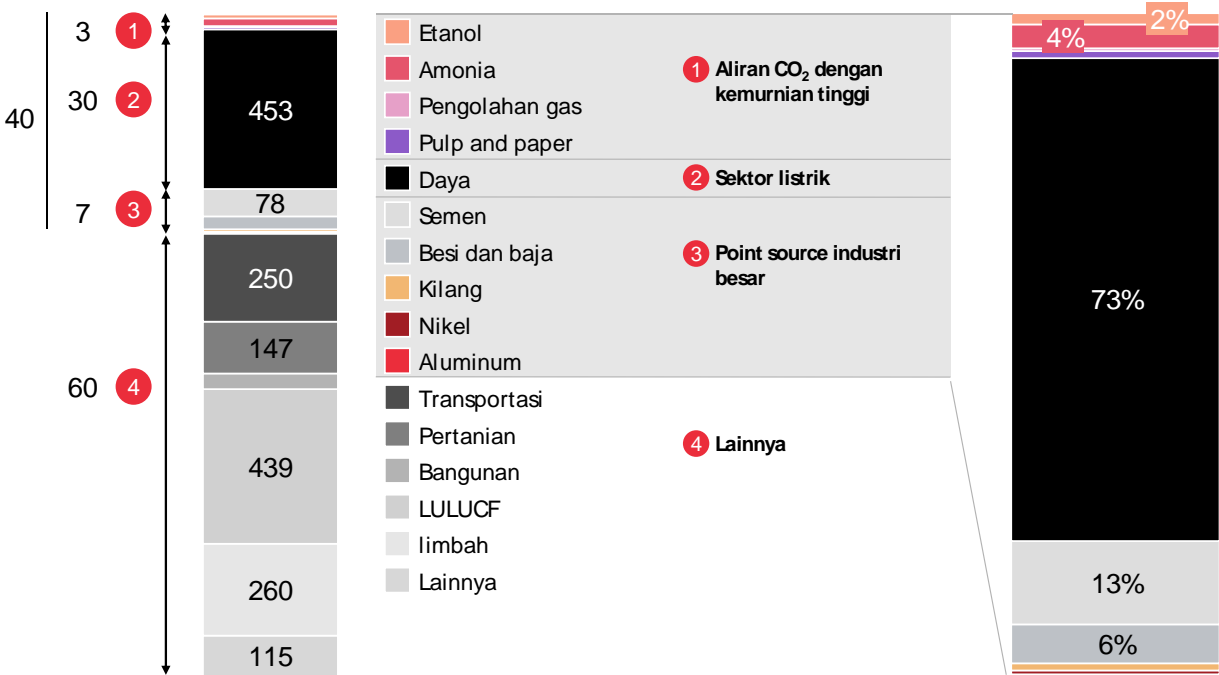 3
1
30
2
40
7
3
60
4
453
78
250
147
439
260
115
Etanol
Amonia
Pengolahan gas
Pulp and paper
1 Aliran CO₂ dengan
kemurnian tinggi
Daya
2 Sektor listrik
Semen
Besi dan baja
Kilang
Nikel
Aluminum
3 Point source industri
besar
Transportasi
Pertanian
Bangunan
LULUCF
limbah
Lainnya
4 Lainnya
2%
4%
73%
13%
6%